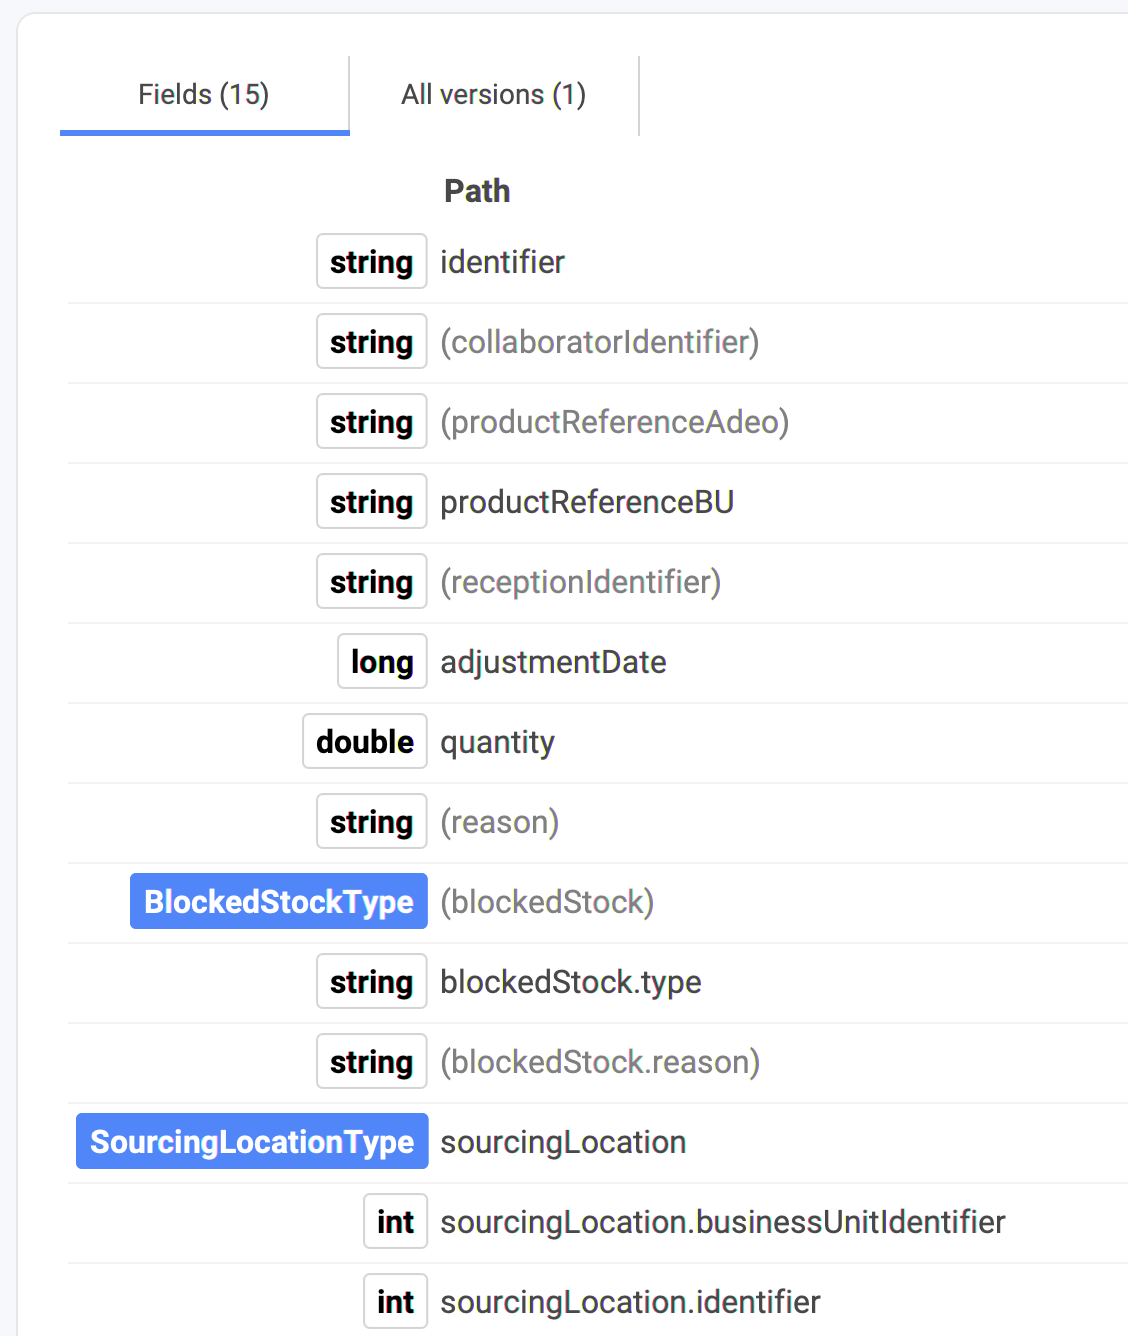 Fields (15) All versions (1)
Path
string identifier
string (collaboratorIdentifier)
string (productReferenceAdeo)
string productReferenceBU
string (receptionIdentifier)
long adjustmentDate
double quantity
string (reason)
BlockedStockType (blockedStock)
string blockedStock.type
string (blockedStock.reason)
SourcingLocationType sourcingLocation
int sourcingLocation.businessUnitIdentifier
int sourcingLocation.identifier